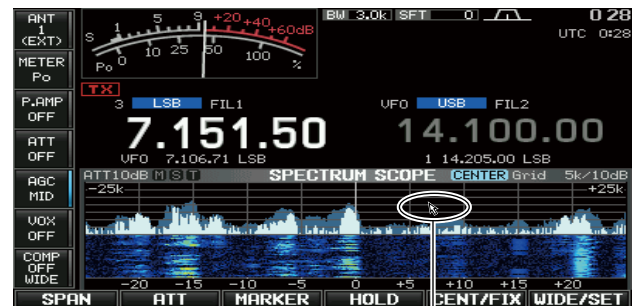 ANT
1
(EXT)
METER
Po
P.AMP
OFF
ATT
OFF
AGC
MID
VOX
OFF
COMP
OFF
WIDE
S 1 5 9 +20 +40 +60dB
Po 0 10 25 50 100 %
BW 3.0k SFT 0
0 28
UTC 0:28
TX
3 LSB FIL1
7.151.50
VFO 7.106.71 LSB
VFO USB FIL2
14.100.00
1 14.205.00 LSB
ATT10dB M S T SPECTRUM SCOPE CENTER Grid 5k/10dB
-25k +25k
-20 -15 -10 -5 0 +5 +10 +15 +20
SPAN ATT MARKER HOLD CENT/FIX WIDE/SET